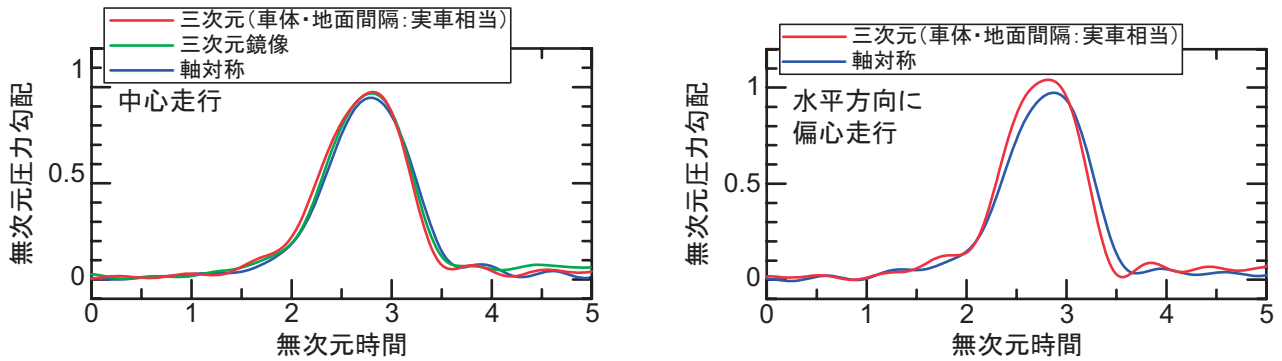 三次元(車体・地面間隔:実車相当)
三次元鏡像
軸対称
中心走行
無次元圧力勾配
1
0.5
0
0 1 2 3 4 5
無次元時間
三次元(車体・地面間隔:実車相当)
軸対称
水平方向に
偏心走行
無次元圧力勾配
1
0.5
0
0 1 2 3 4 5
無次元時間